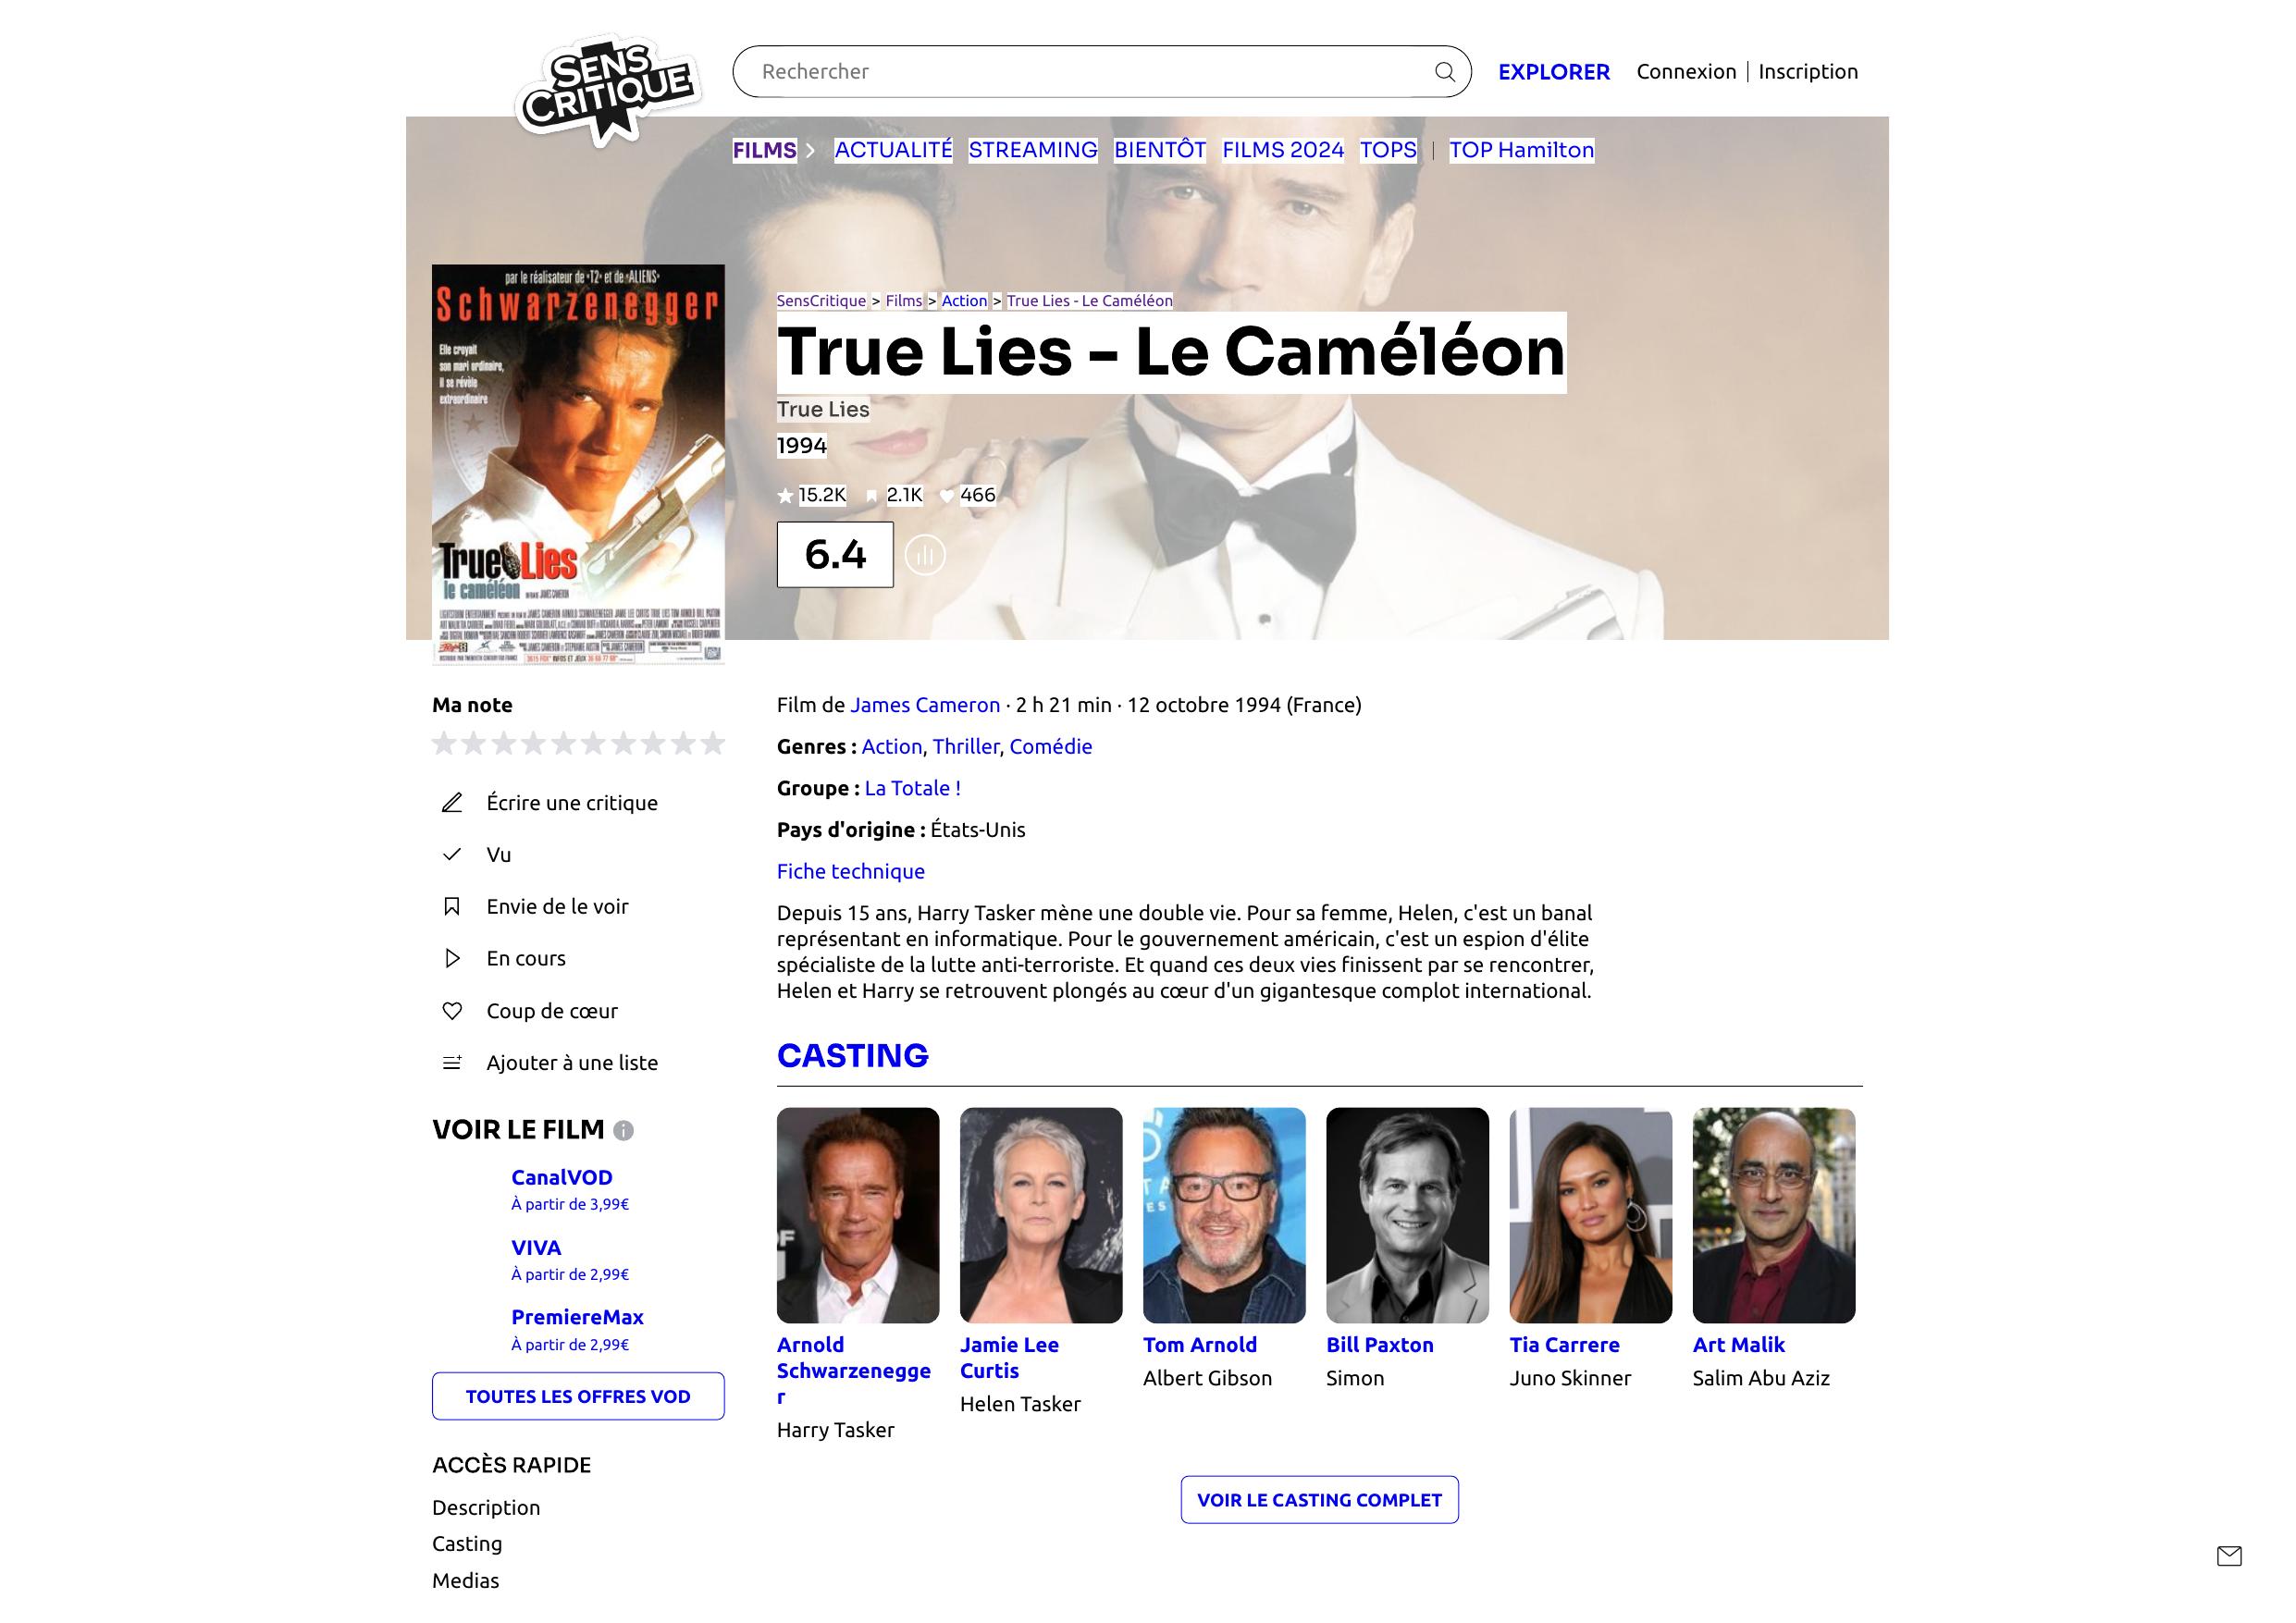 SENS
CRITIQUE
Rechercher
EXPLORER
Connexion | Inscription
FILMS
ACTUALITÉ
STREAMING
BIENTÔT
FILMS 2024
TOPS
TOP Hamilton
par le réalisateur de "T2" et de "ALIENS"
Schwarzenegger
Elle croyait
son mari ordinaire,
il se révèle
extraordinaire
True Lies
le caméléon
SensCritique > Films > Action > True Lies - Le Caméléon
True Lies – Le Caméléon
True Lies
1994
15.2K 2.1K 466
6.4
Ma note
Écrire une critique
Vu
Envie de le voir
En cours
Coup de cœur
Ajouter à une liste
VOIR LE FILM
CanalVOD
À partir de 3,99€
VIVA
À partir de 2,99€
PremiereMax
À partir de 2,99€
TOUTES LES OFFRES VOD
ACCÈS RAPIDE
Description
Casting
Medias
Film de James Cameron · 2 h 21 min · 12 octobre 1994 (France)
Genres : Action, Thriller, Comédie
Groupe : La Totale !
Pays d'origine : États-Unis
Fiche technique
Depuis 15 ans, Harry Tasker mène une double vie. Pour sa femme, Helen, c'est un banal
représentant en informatique. Pour le gouvernement américain, c'est un espion d'élite
spécialiste de la lutte anti-terroriste. Et quand ces deux vies finissent par se rencontrer,
Helen et Harry se retrouvent plongés au cœur d'un gigantesque complot international.
CASTING
Arnold
Schwarzenegge
r
Harry Tasker
Jamie Lee
Curtis
Helen Tasker
Tom Arnold
Albert Gibson
Bill Paxton
Simon
Tia Carrere
Juno Skinner
Art Malik
Salim Abu Aziz
VOIR LE CASTING COMPLET